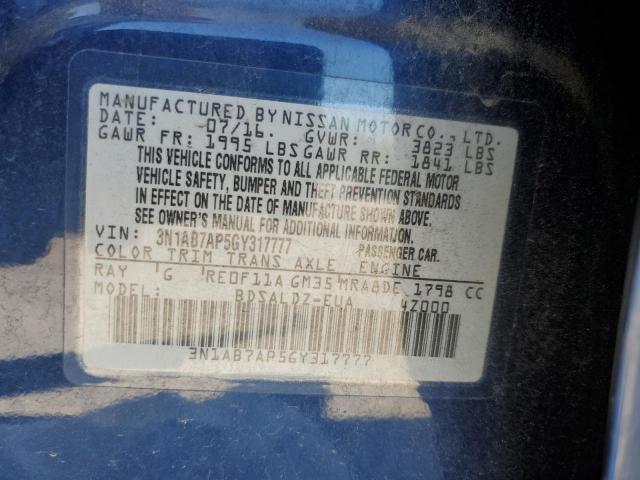 MANUFACTURED BY NISSAN MOTOR CO., LTD.
DATE: 07/16. GVWR: 3823 LBS
GAWR FR: 1995 LBS GAWR RR: 1841 LBS
THIS VEHICLE CONFORMS TO ALL APPLICABLE FEDERAL MOTOR
VEHICLE SAFETY, BUMPER AND THEFT PREVENTION STANDARDS
IN EFFECT ON THE DATE OF MANUFACTURE SHOWN ABOVE.
SEE OWNER'S MANUAL FOR ADDITIONAL INFORMATION.
VIN: 3N1AB7AP5GY317777 PASSENGER CAR.
COLOR TRIM TRANS AXLE ENGINE
RAY G RE0F11A GM35 MRA8DE 1798 CC
MODEL: BDSALDZ-EUA 4Z000
3N1AB7AP5GY317777